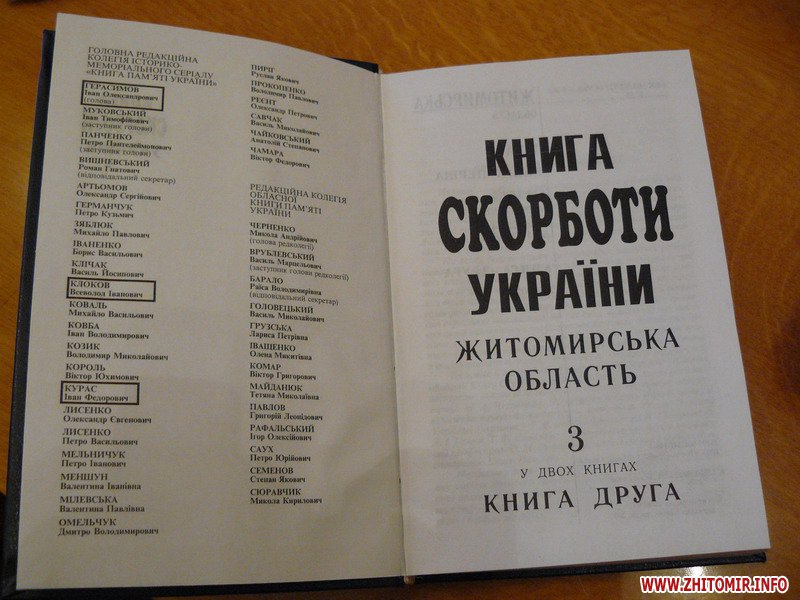 ГОЛОВНА РЕДАКЦІЙНА
КОЛЕГІЯ ІСТОРИКО-
МЕМОРІАЛЬНОГО СЕРІАЛУ
«КНИГА ПАМ'ЯТІ УКРАЇНИ»
ГЕРАСИМОВ
Іван Олександрович
(голова)
МУКОВСЬКИЙ
Іван Тимофійович
(заступник голови)
ПАНЧЕНКО
Петро Пантелеймонович
(заступник голови)
ВИШНЕВСЬКИЙ
Роман Гнатович
(відповідальний секретар)
АРТЬОМОВ
Олександр Сергійович
ГЕРМАНЧУК
Петро Кузьмич
ЗЯБЛЮК
Михайло Павлович
ІВАНЕНКО
Борис Васильович
КЛІЧАК
Василь Йосипович
КЛОКОВ
Всеволод Іванович
КОВАЛЬ
Михайло Васильович
КОВБА
Іван Володимирович
КОЗИК
Володимир Миколайович
КОРОЛЬ
Віктор Юхимович
КУРАС
Іван Федорович
ЛИСЕНКО
Олександр Євгенович
ЛИСЕНКО
Петро Васильович
МЕЛЬНИЧУК
Петро Іванович
МЕНШУН
Валентина Іванівна
МІЛЕВСЬКА
Валентина Павлівна
ОМЕЛЬЧУК
Дмитро Володимирович
ПИРІГ
Руслан Якович
ПРОКОПЕНКО
Володимир Павлович
РЕЄНТ
Олександр Петрович
САВЧАК
Василь Миколайович
ЧАЙКОВСЬКИЙ
Анатолій Степанович
ЧАМАРА
Віктор Федорович
РЕДАКЦІЙНА КОЛЕГІЯ
ОБЛАСНОЇ
КНИГИ ПАМ'ЯТІ
УКРАЇНИ
ЧЕРНЕНКО
Микола Андрійович
(голова редколегії)
ВРУБЛЕВСЬКИЙ
Василь Марцельович
(заступник голови редколегії)
БАРАЛО
Раїса Володимирівна
(відповідальний секретар)
ГОЛОВЕЦЬКИЙ
Василь Миколайович
ГРУЗСЬКА
Лариса Петрівна
ІВАЩЕНКО
Олена Микитівна
КОМАР
Віктор Григорович
МАЙДАНЮК
Тетяна Миколаївна
ПАВЛОВ
Григорій Леопідович
РАФАЛЬСЬКИЙ
Ігор Олексійович
САУХ
Петро Юрійович
СЕМЕНОВ
Степан Якович
СЮРАВЧИК
Микола Кирилович
КНИГА
СКОРБОТИ
УКРАЇНИ
ЖИТОМИРСЬКА
ОБЛАСТЬ
3
У ДВОХ КНИГАХ
КНИГА ДРУГА
WWW.ZHITOMIR.INFO